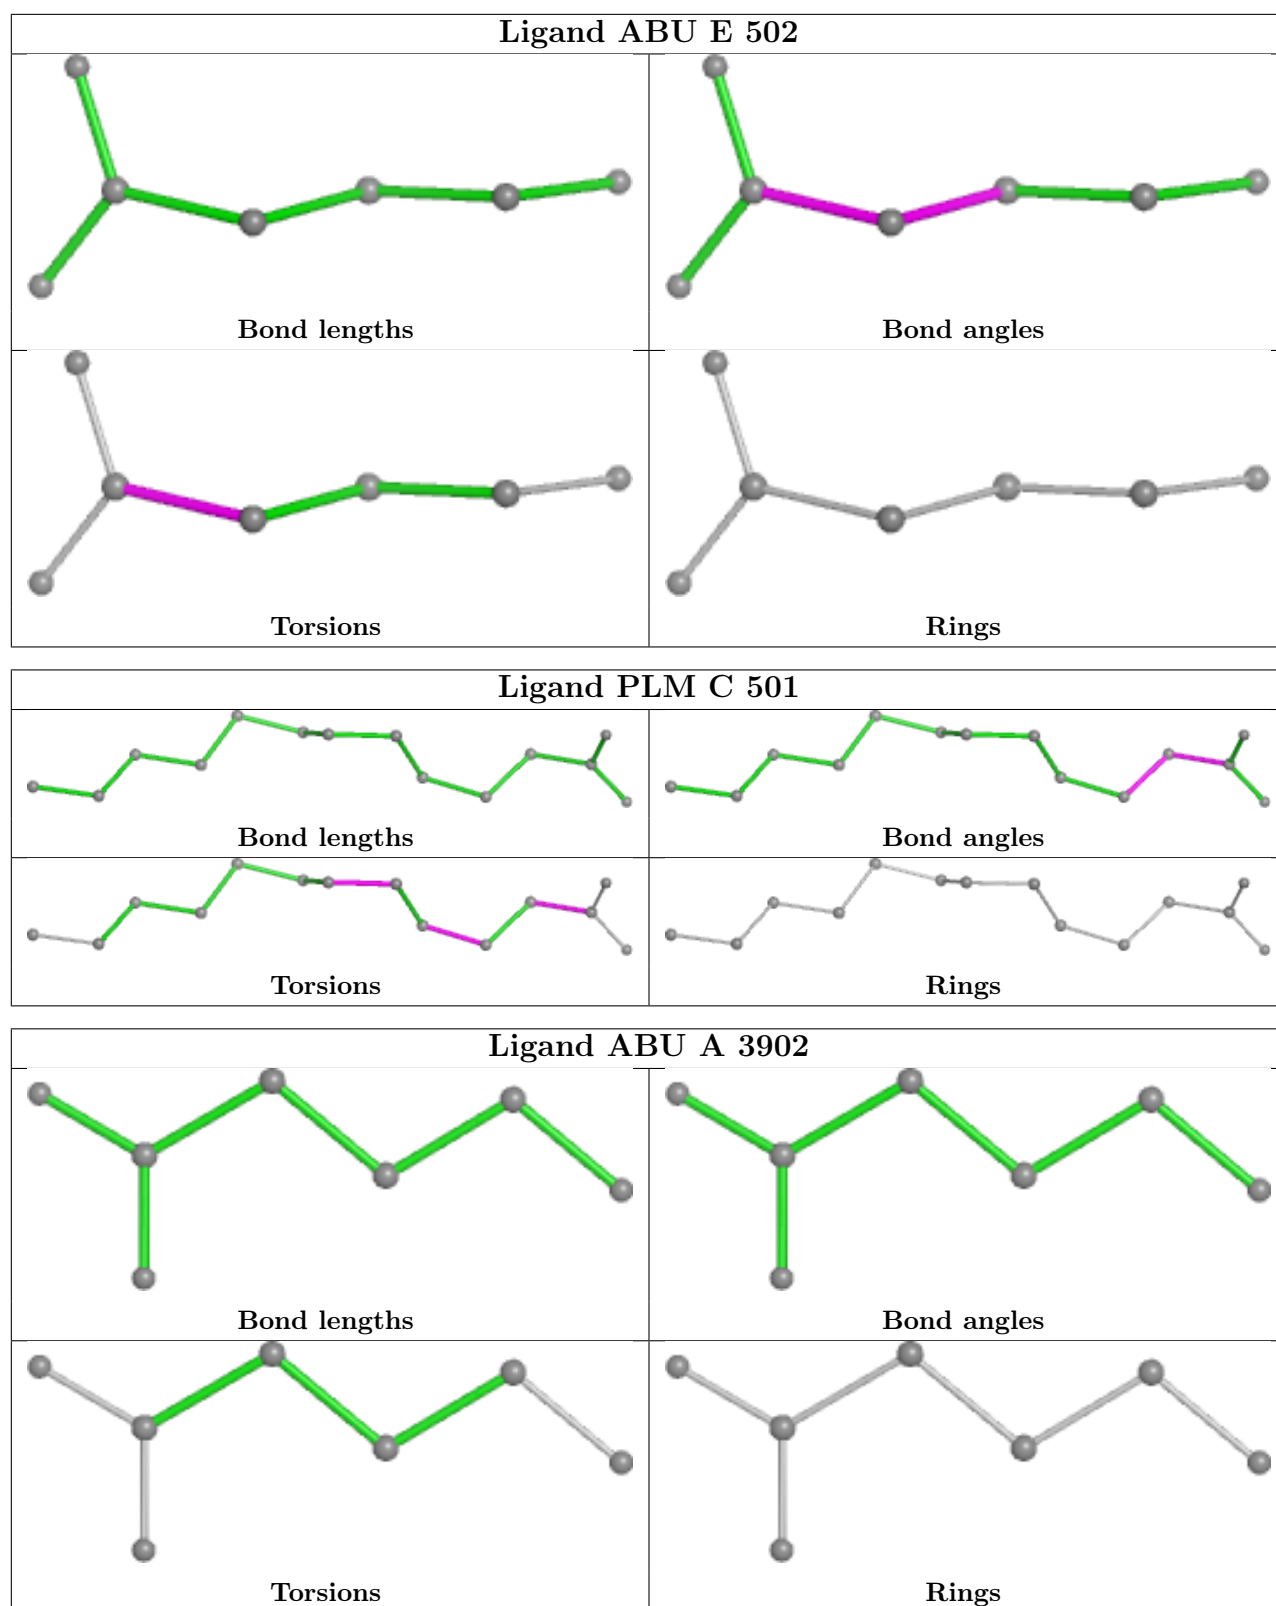 Ligand ABU E 502
Bond lengths
Bond angles
Torsions
Rings
Ligand PLM C 501
Bond lengths
Bond angles
Torsions
Rings
Ligand ABU A 3902
Bond lengths
Bond angles
Torsions
Rings